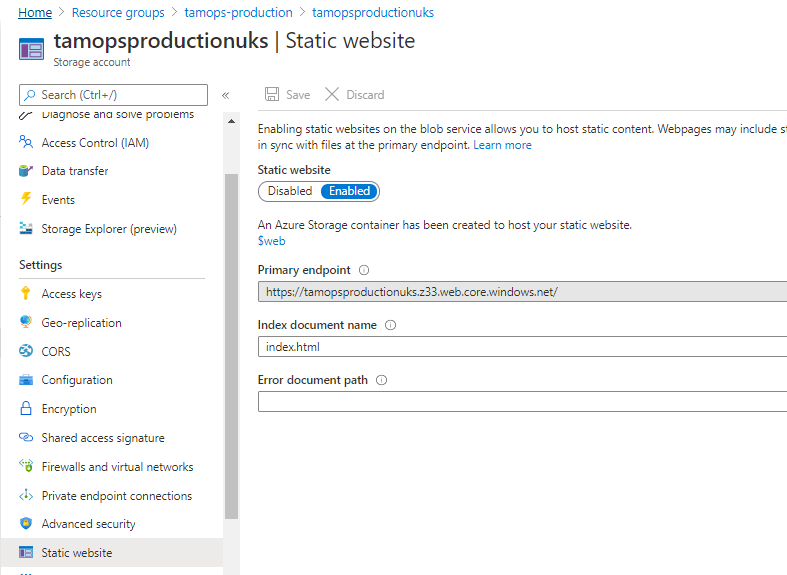 Home > Resource groups > tamops-production > tamopsproductionuks
tamopsproductionuks | Static website
Storage account
Search (Ctrl+/)
«
Diagnose and solve problems
Access Control (IAM)
Data transfer
Events
Storage Explorer (preview)
Settings
Access keys
Geo-replication
CORS
Configuration
Encryption
Shared access signature
Firewalls and virtual networks
Private endpoint connections
Advanced security
Static website
Save Discard
Enabling static websites on the blob service allows you to host static content. Webpages may include st
in sync with files at the primary endpoint. Learn more
Static website
Disabled Enabled
An Azure Storage container has been created to host your static website.
$web
Primary endpoint
https://tamopsproductionuks.z33.web.core.windows.net/
Index document name
index.html
Error document path